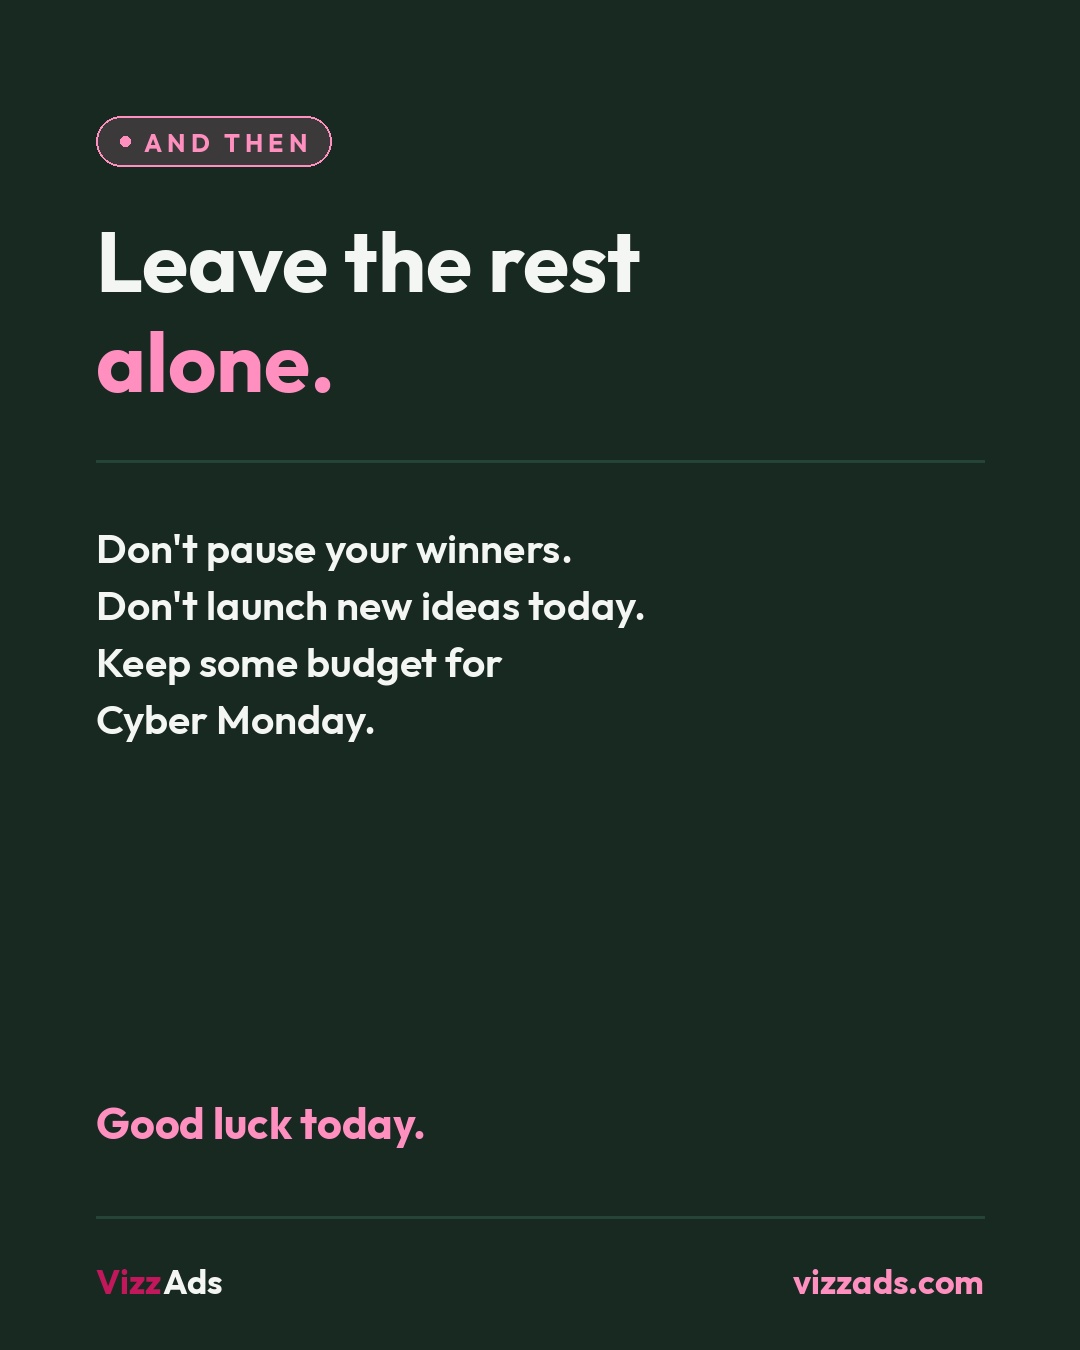 AND THEN
Leave the rest
alone.
Don't pause your winners.
Don't launch new ideas today.
Keep some budget for
Cyber Monday.
Good luck today.
VizzAds
vizzads.com